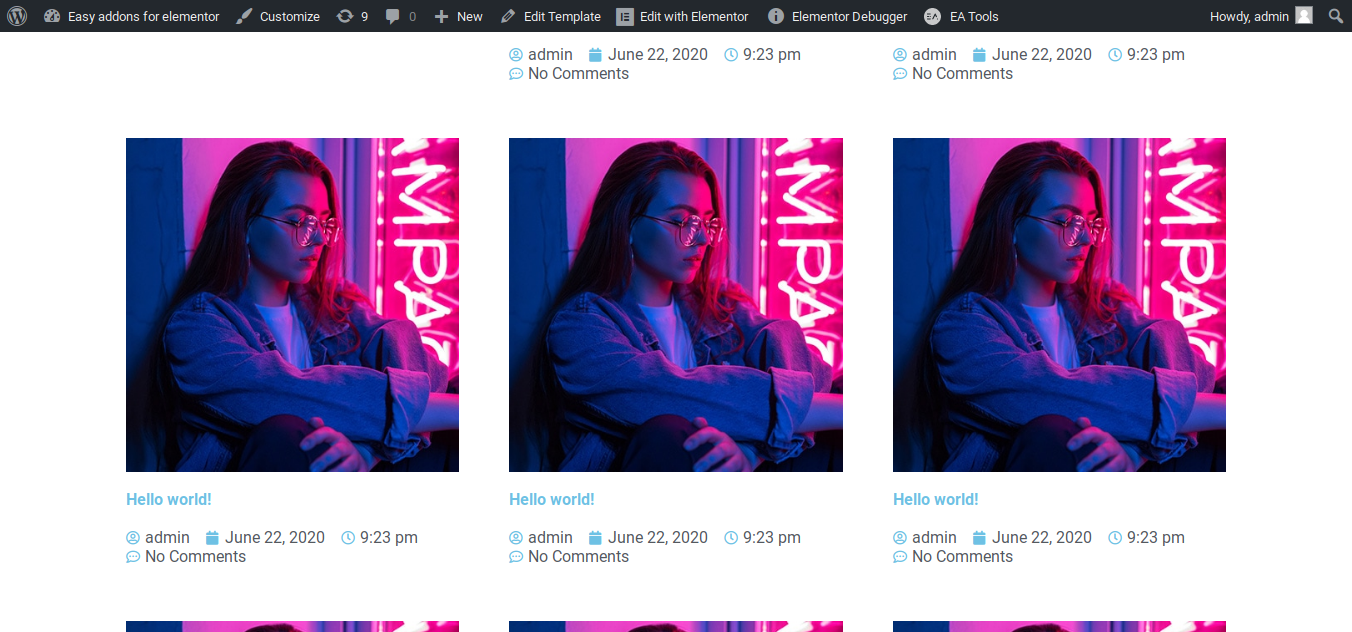 Easy addons for elementor Customize 9 0 New Edit Template Edit with Elementor Elementor Debugger EA Tools Howdy, admin
admin June 22, 2020 9:23 pm admin June 22, 2020 9:23 pm
No Comments No Comments
Hello world! Hello world! Hello world!
admin June 22, 2020 9:23 pm admin June 22, 2020 9:23 pm admin June 22, 2020 9:23 pm
No Comments No Comments No Comments